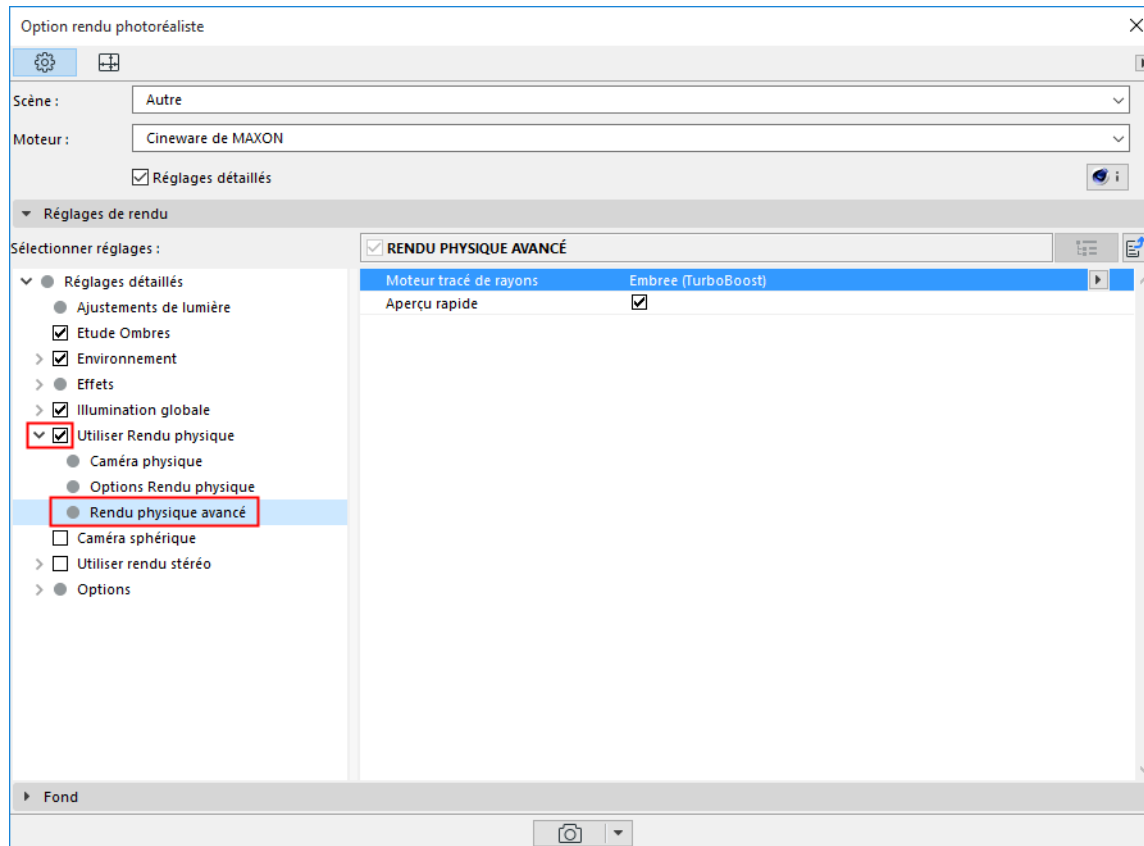 Option rendu photoréaliste
Scène :
Autre
Moteur :
Cineware de MAXON
Réglages détaillés
i
Réglages de rendu
Sélectionner réglages :
RENDU PHYSIQUE AVANCÉ
Réglages détaillés
Ajustements de lumière
Etude Ombres
Environnement
Effets
Illumination globale
Utiliser Rendu physique
Caméra physique
Options Rendu physique
Rendu physique avancé
Caméra sphérique
Utiliser rendu stéréo
Options
Moteur tracé de rayons Embree (TurboBoost)
Aperçu rapide
Fond